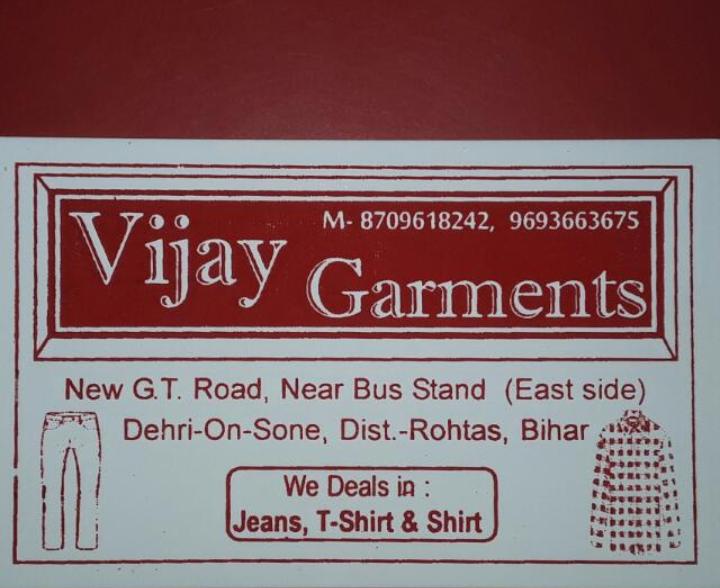 M- 8709618242, 9693663675
Vijay
Garments
New G.T. Road, Near Bus Stand (East side)
Dehri-On-Sone, Dist.-Rohtas, Bihar
We Deals in :
Jeans, T-Shirt & Shirt